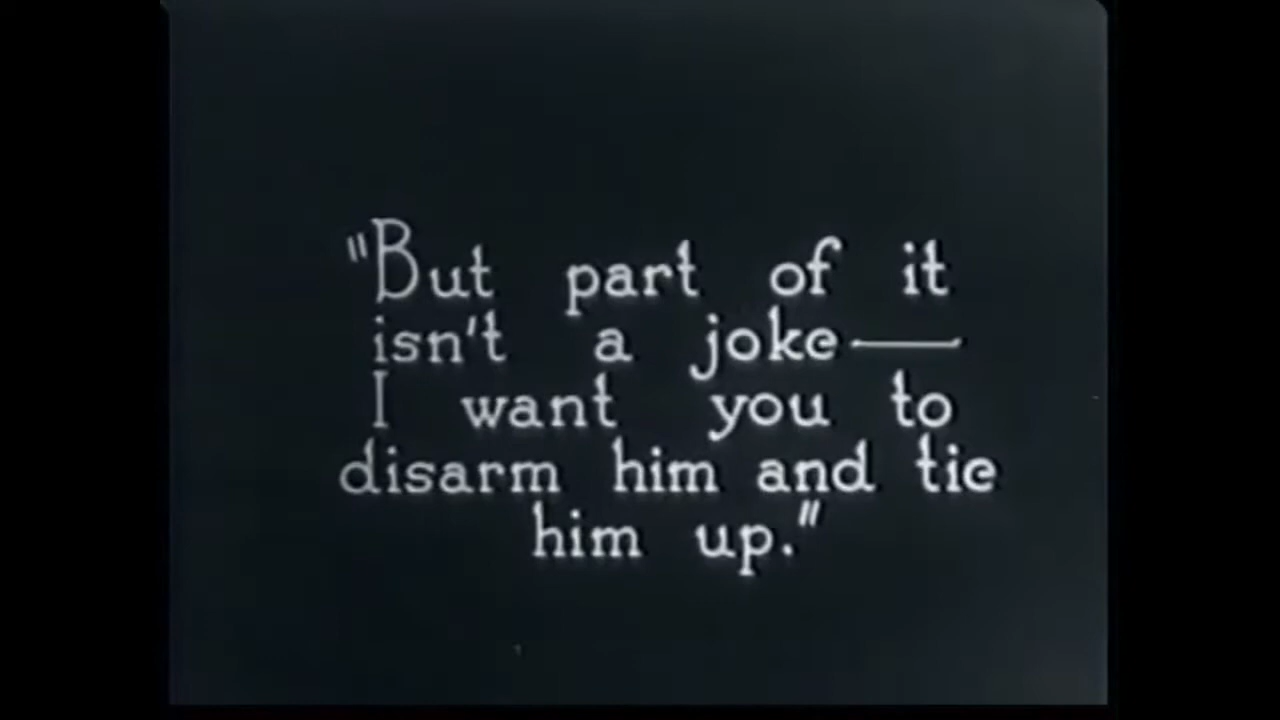 "But part of it
isn't a joke—
I want you to
disarm him and tie
him up."